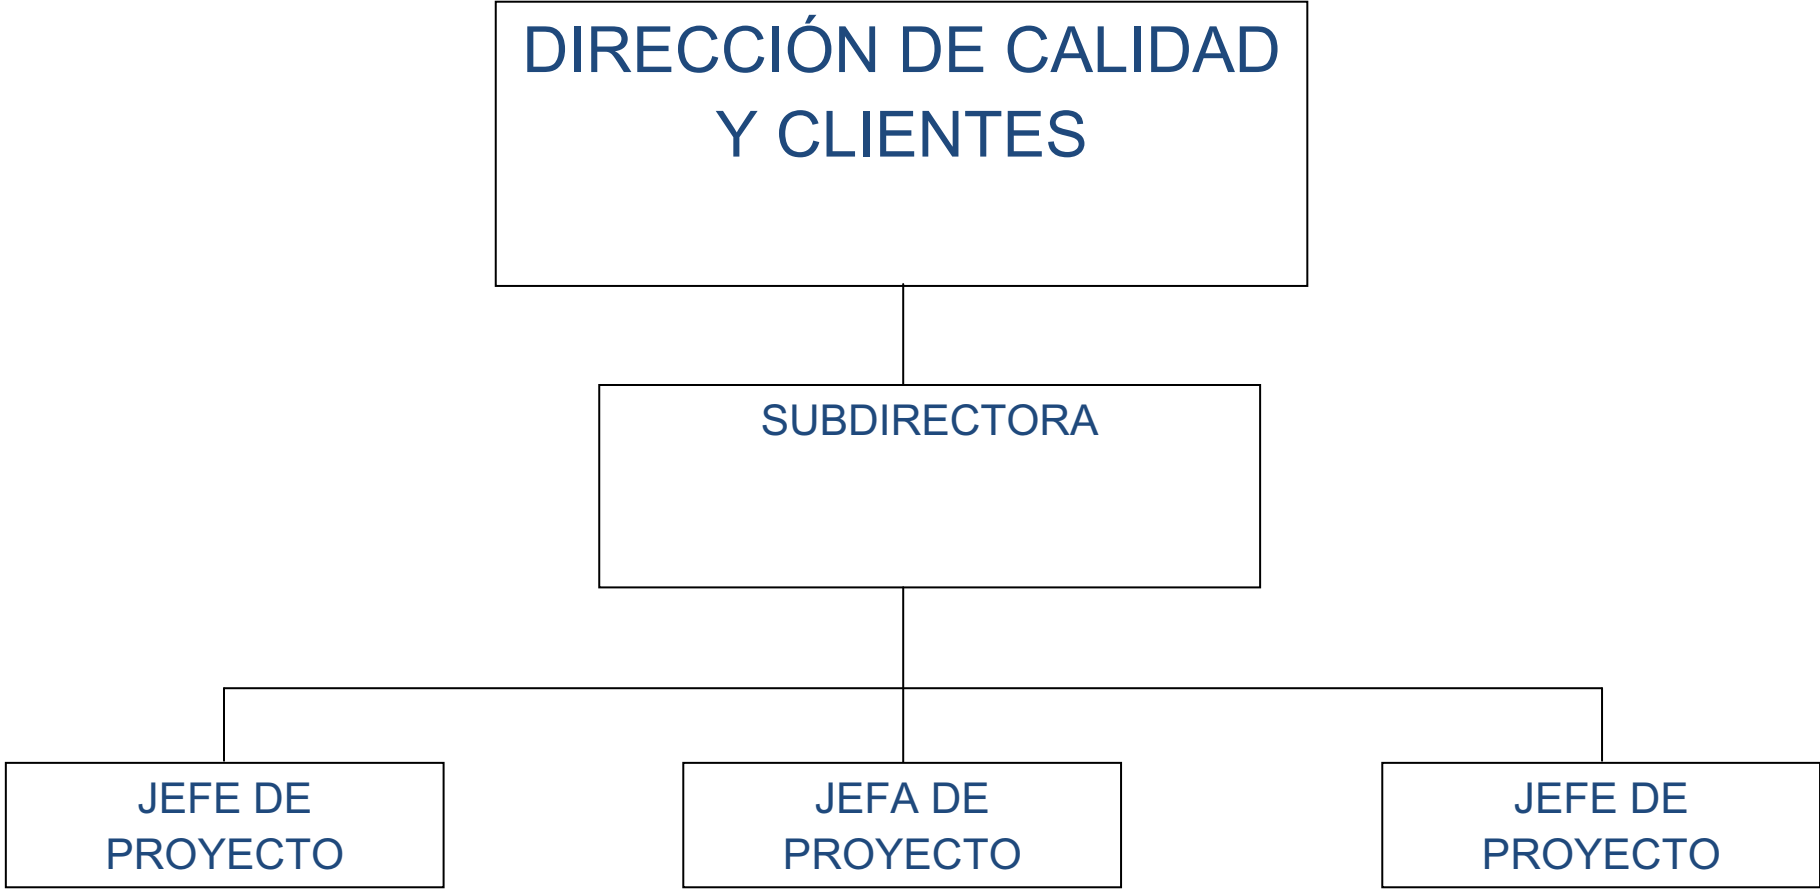 DIRECCIÓN DE CALIDAD
Y CLIENTES
SUBDIRECTORA
JEFE DE
PROYECTO
JEFA DE
PROYECTO
JEFE DE
PROYECTO